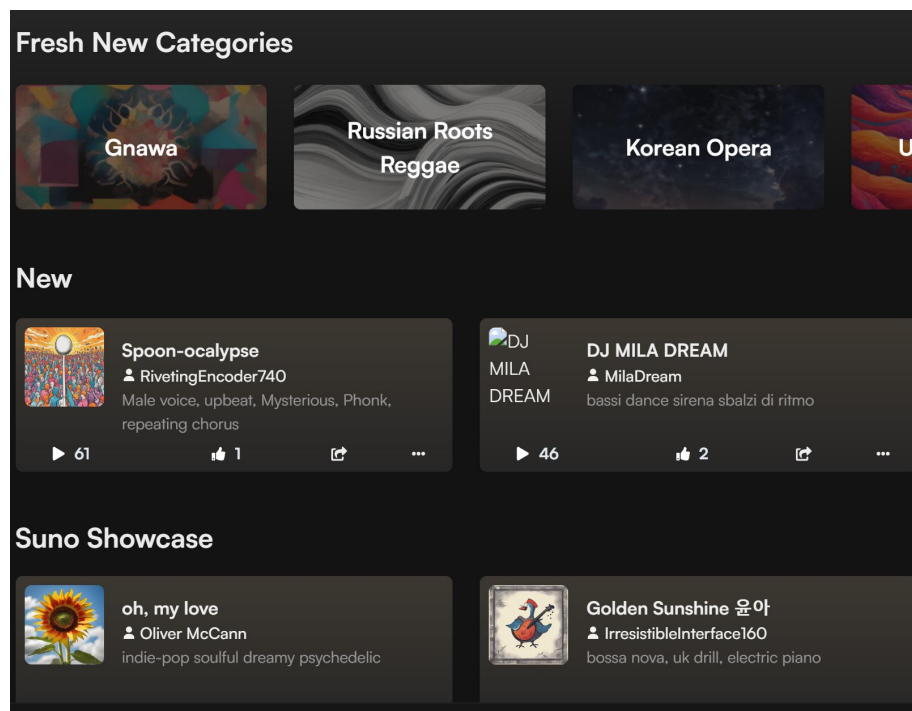 Fresh New Categories
Gnawa
Russian Roots
Reggae
Korean Opera
U
New
Spoon-ocalypse
RivetingEncoder740
Male voice, upbeat, Mysterious, Phonk,
repeating chorus
61
1
DJ
MILA
DREAM
DJ MILA DREAM
MilaDream
bassi dance sirena sbalzi di ritmo
46
2
Suno Showcase
oh, my love
Oliver McCann
indie-pop soulful dreamy psychedelic
Golden Sunshine 윤아
IrresistibleInterface160
bossa nova, uk drill, electric piano